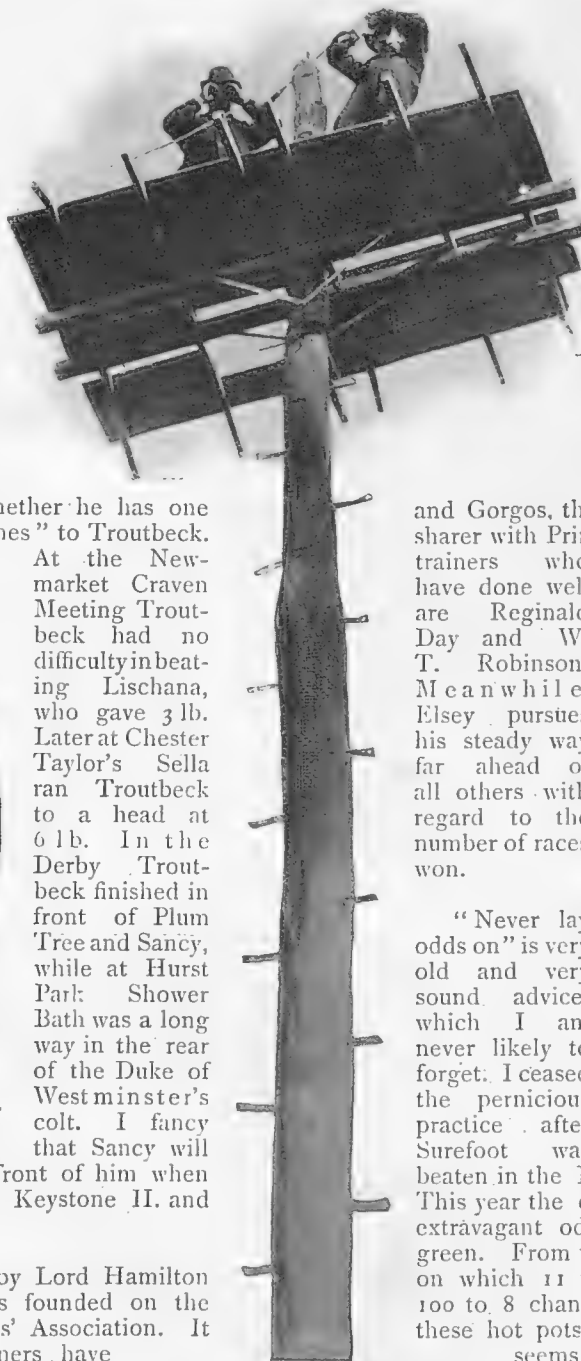 whether he has one
" to Troutbeck.
At the New-
market Craven
Meeting Trout-
beck had no
difficulty in beat-
ing Lischana,
who gave 3 lb.
Later at Chester
Taylor's Sella
ran Troutbeck
to a head at
6 lb. In the
Derby Trout-
beck finished in
front of Plum
Tree and Sancy,
while at Hurst
Park Shower
Bath was a long
way in the rear
of the Duke of
Westminster's
colt. I fancy
that Sancy will
front of him when
Keystone II. and
by Lord Hamilton
founded on the
Association. It
have
and Gorgos, th
sharer with Pri
trainers who
have done wel
are Reginald
Day and W
T. Robinson
Meanwhile
Elsey pursue
his steady way
far ahead o
all others with
regard to the
number of race
won.
"Never lay
odds on" is very
old and very
sound advice
which I am
never likely to
forget. I ceased
the pernicious
practice after
Surefoot was
beaten in the
This year the
extravagant od
green. From
on which 11
100 to 8 chan
these hot pots
seems